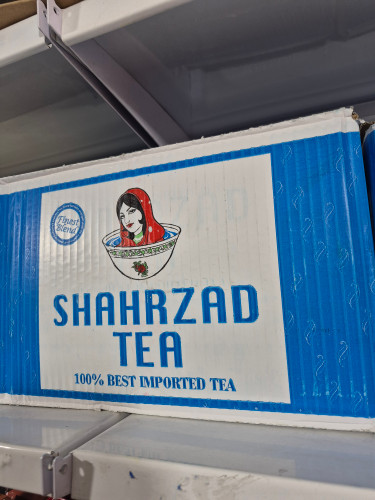 Finest
Blend
SHAHRZAD
TEA
100% BEST IMPORTED TEA